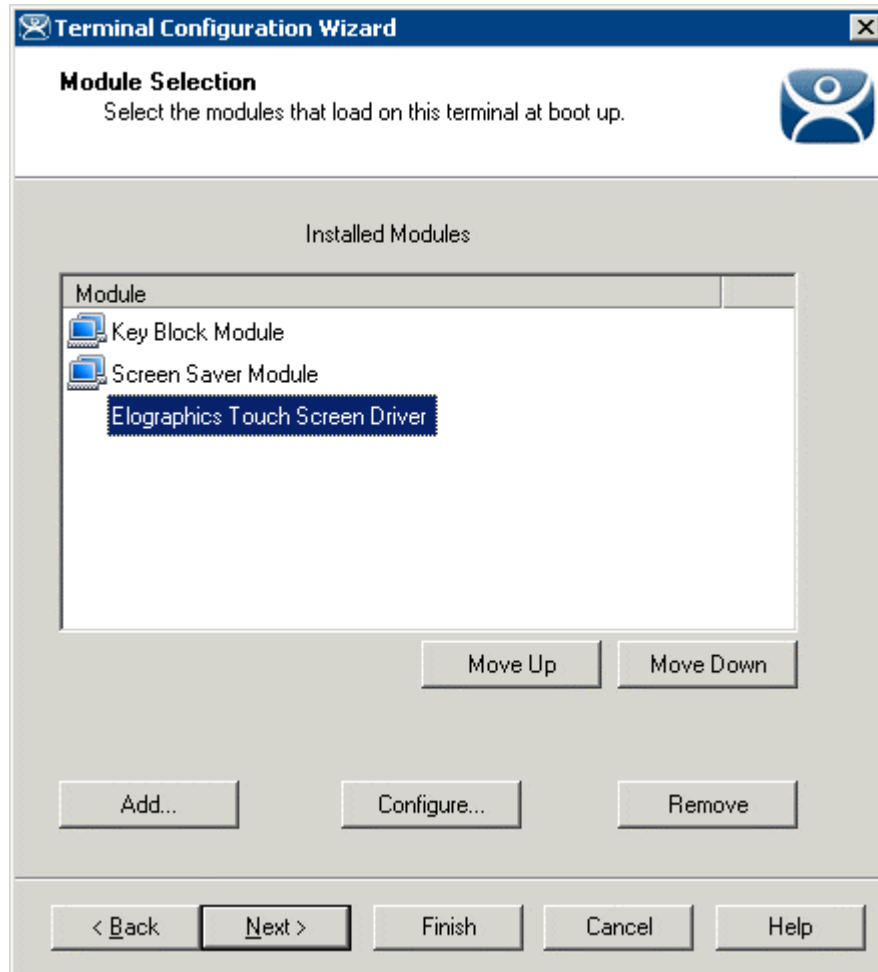 Terminal Configuration Wizard
Module Selection
Select the modules that load on this terminal at boot up.
Installed Modules
Module
Key Block Module
Screen Saver Module
Elographics Touch Screen Driver
Move Up Move Down
Add... Configure... Remove
< Back Next > Finish Cancel Help